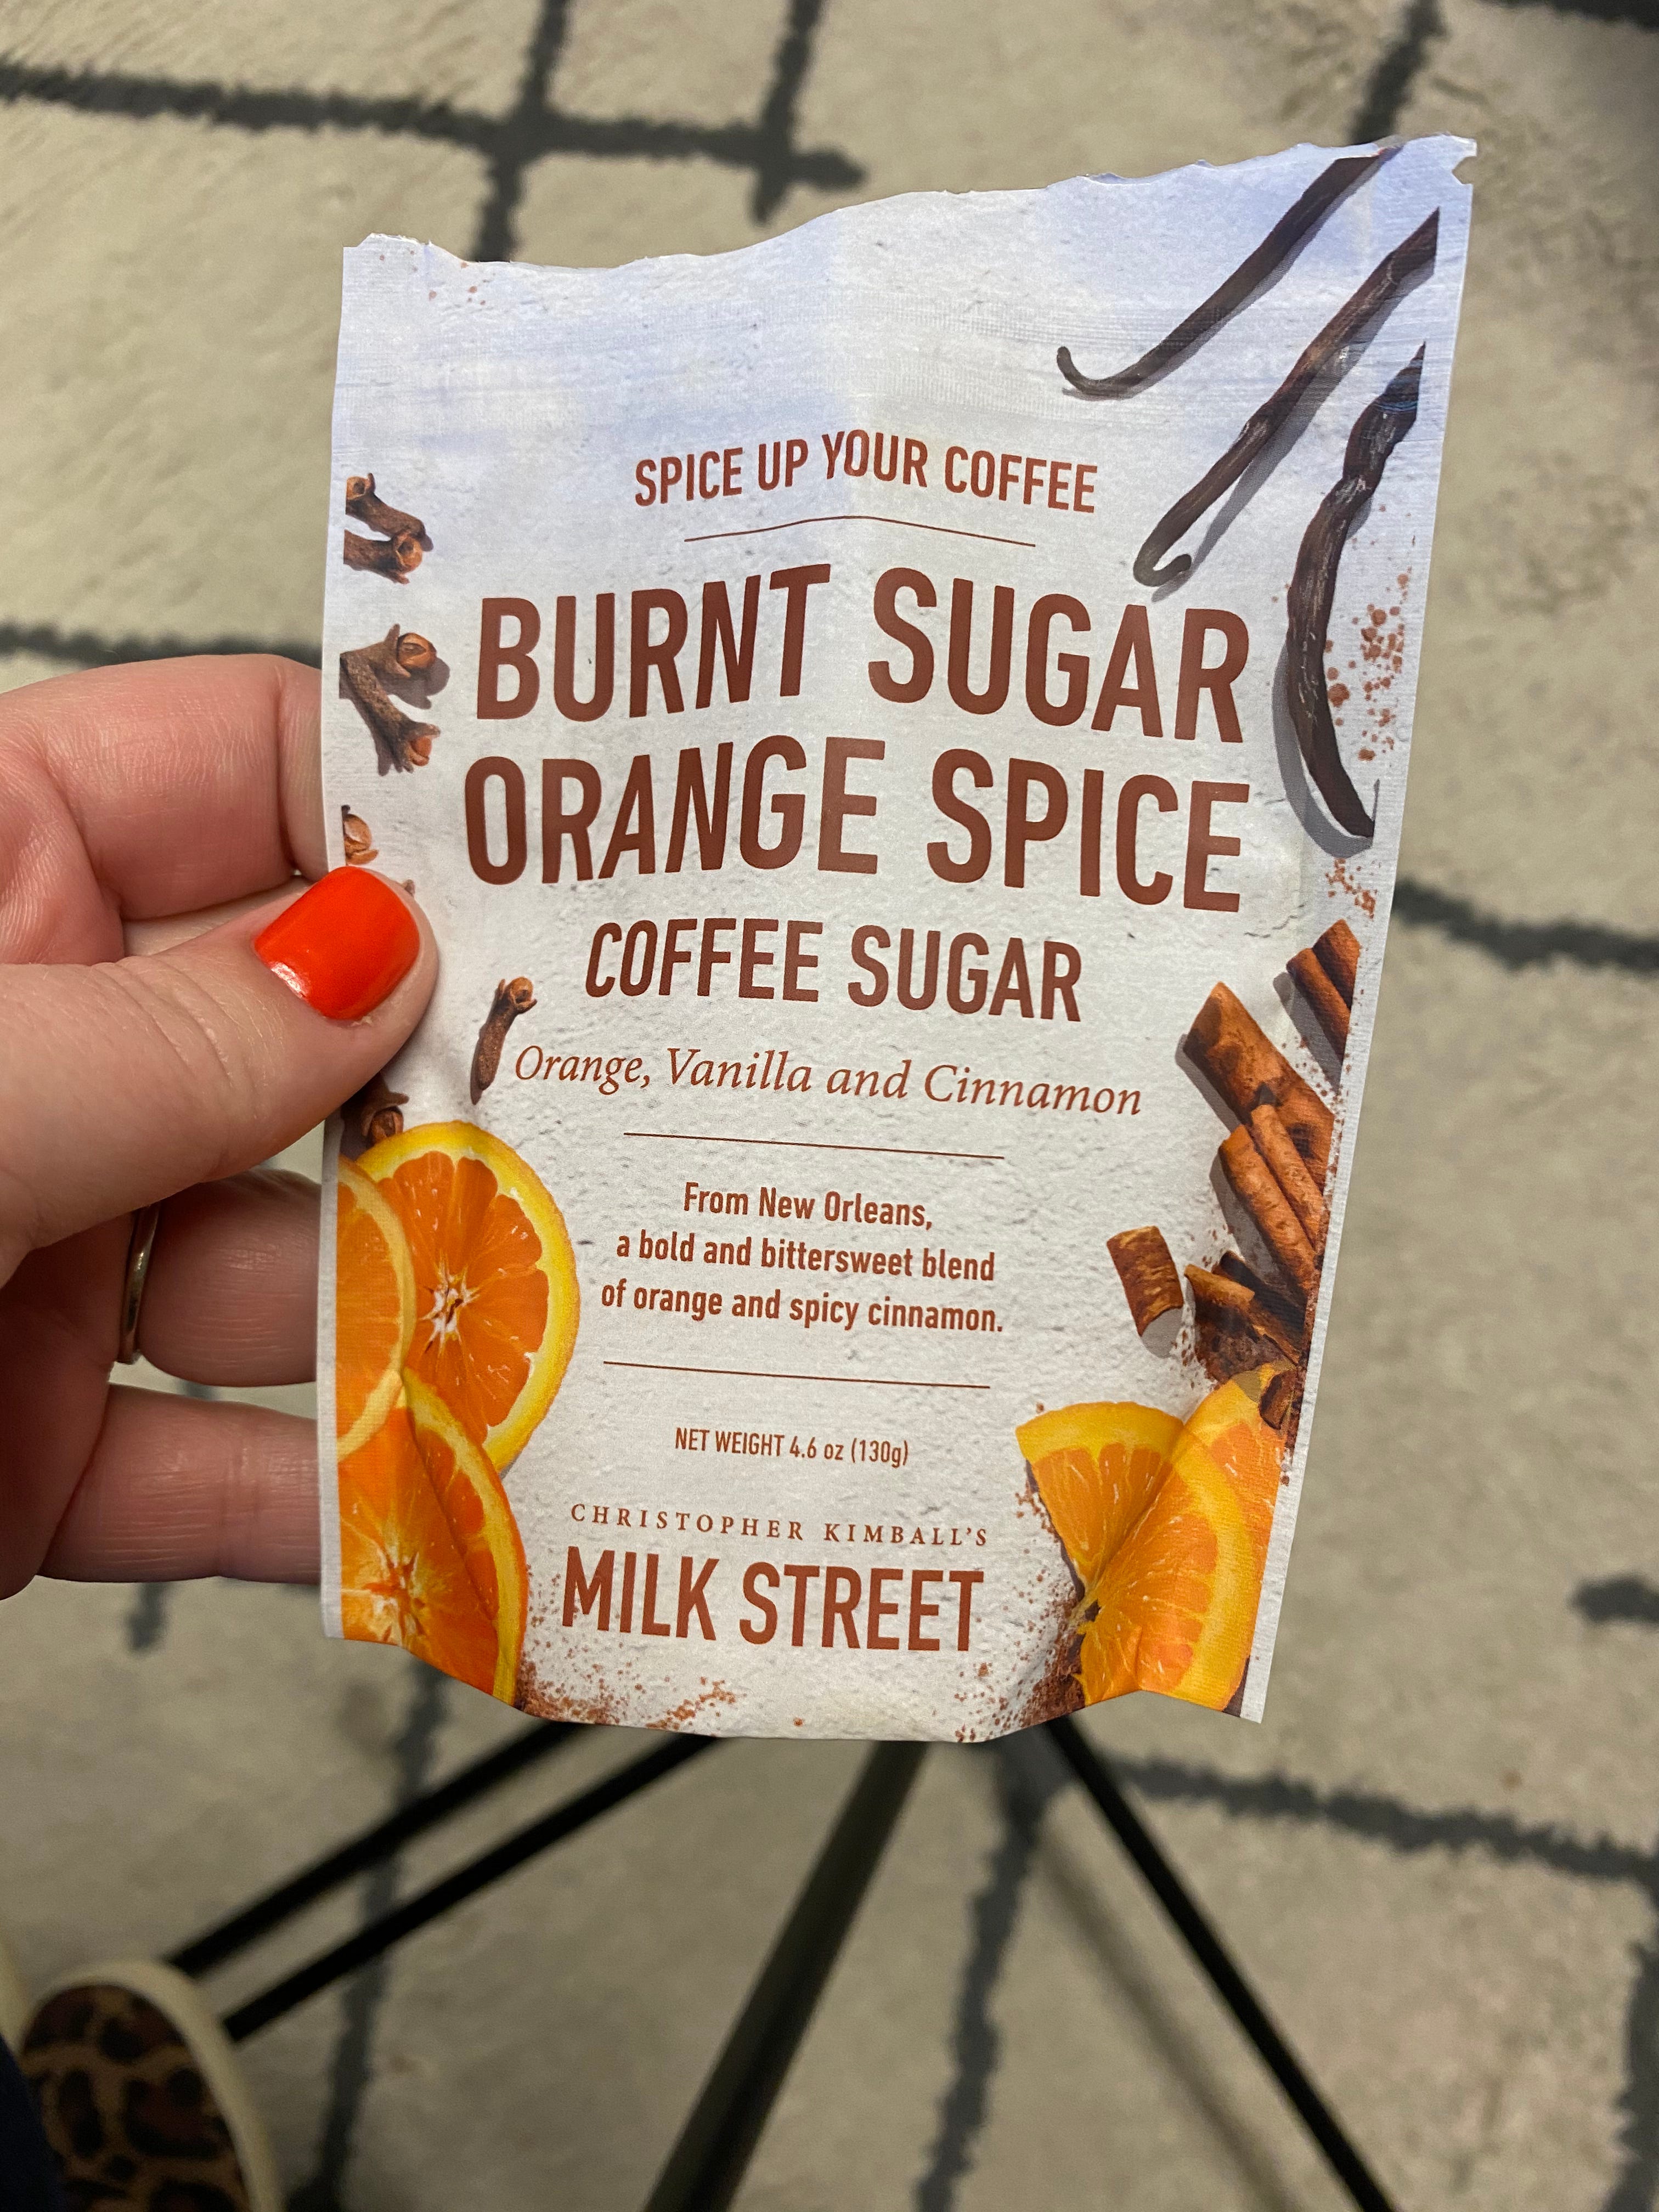 SPICE UP YOUR COFFEE
BURNT SUGAR
ORANGE SPICE
COFFEE SUGAR
Orange, Vanilla and Cinnamon
From New Orleans,
a bold and bittersweet blend
of orange and spicy cinnamon.
NET WEIGHT 4.6 oz (130g)
CHRISTOPHER KIMBALL'S
MILK STREET